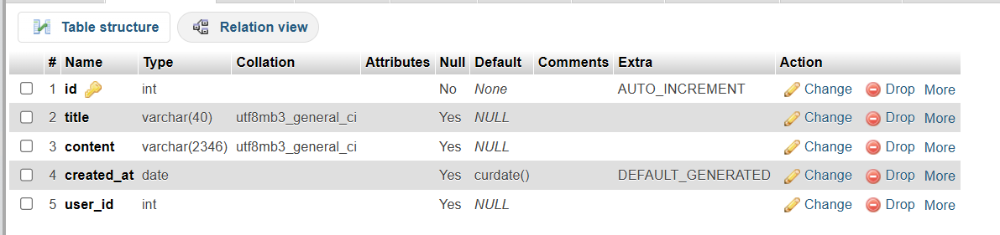 Table structure Relation view
# Name Type Collation Attributes Null Default Comments Extra Action
1 id int No None AUTO_INCREMENT Change Drop More
2 title varchar(40) utf8mb3_general_ci Yes NULL Change Drop More
3 content varchar(2346) utf8mb3_general_ci Yes NULL Change Drop More
4 created_at date Yes curdate() DEFAULT_GENERATED Change Drop More
5 user_id int Yes NULL Change Drop More